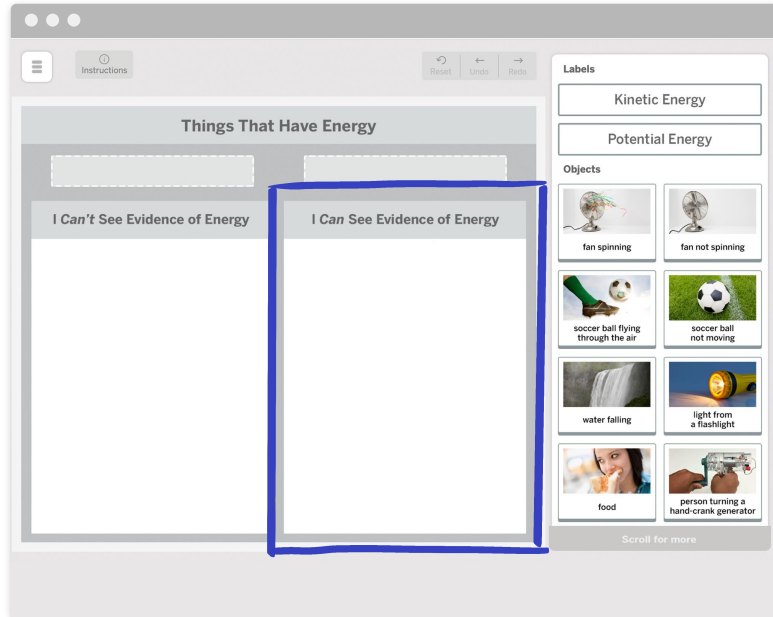 Instructions
Reset
Undo
Redo
Things That Have Energy
I Can't See Evidence of Energy
I Can See Evidence of Energy
Labels
Kinetic Energy
Potential Energy
Objects
fan spinning
fan not spinning
soccer ball flying
through the air
soccer ball
not moving
water falling
light from
a flashlight
food
person turning a
hand-crank generator
Scroll for more